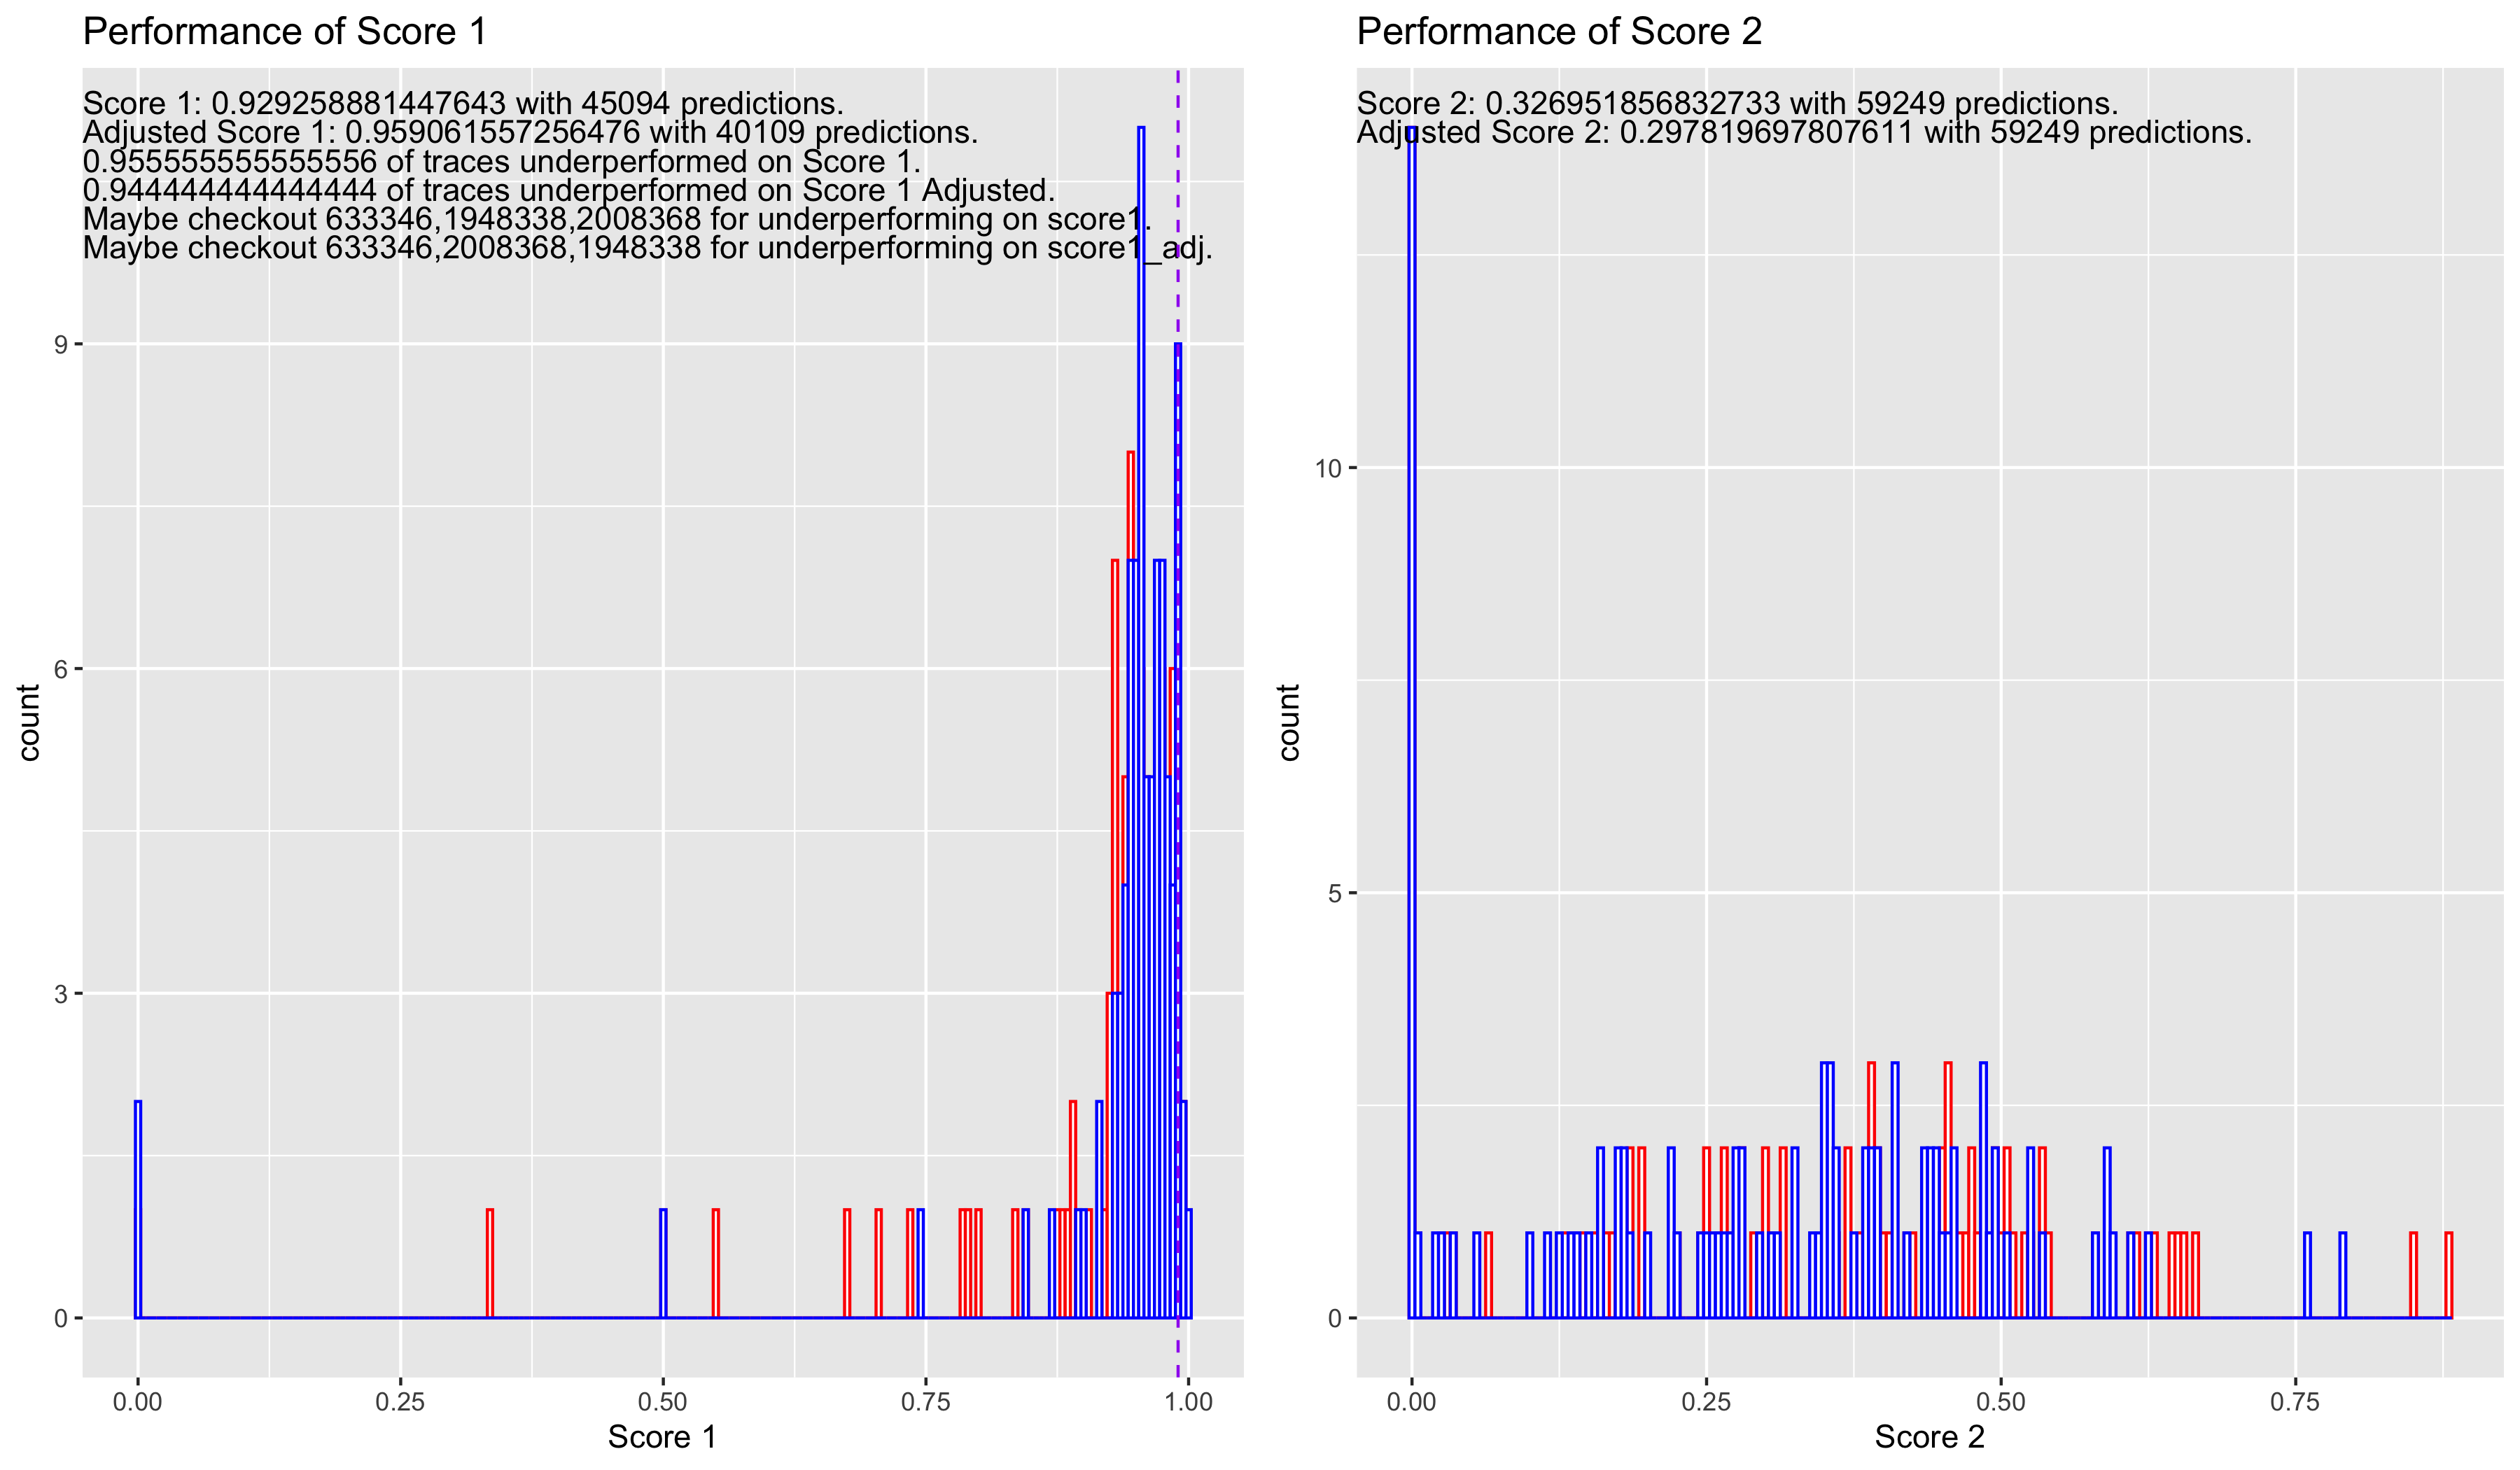 Performance of Score 1
Score 1: 0.929258881447643 with 45094 predictions.
Adjusted Score 1: 0.959061557256476 with 40109 predictions.
0.955555555555556 of traces underperformed on Score 1.
0.944444444444444 of traces underperformed on Score 1 Adjusted.
Maybe checkout 633346,1948338,2008368 for underperforming on score1.
Maybe checkout 633346,2008368,1948338 for underperforming on score1_adj.
9
6
3
0
count
0.00 0.25 0.50 0.75 1.00
Score 1
Performance of Score 2
Score 2: 0.326951856832733 with 59249 predictions.
Adjusted Score 2: 0.297819697807611 with 59249 predictions.
10
5
0
count
0.00 0.25 0.50 0.75
Score 2